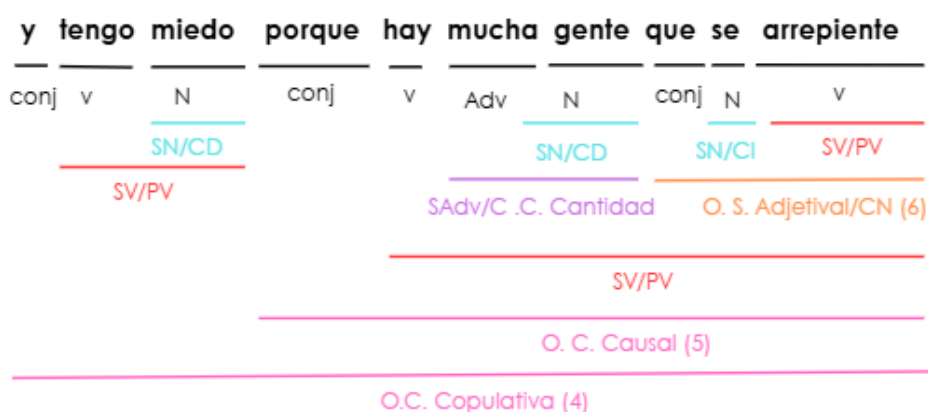 y tengo miedo porque hay mucha gente que se arrepiente
conj v N conj v Adv N conj N v
SN/CD SN/CD SN/CI SV/PV
SV/PV SAdv/C .C. Cantidad O. S. Adjetival/CN (6)
SV/PV
O. C. Causal (5)
O.C. Copulativa (4)